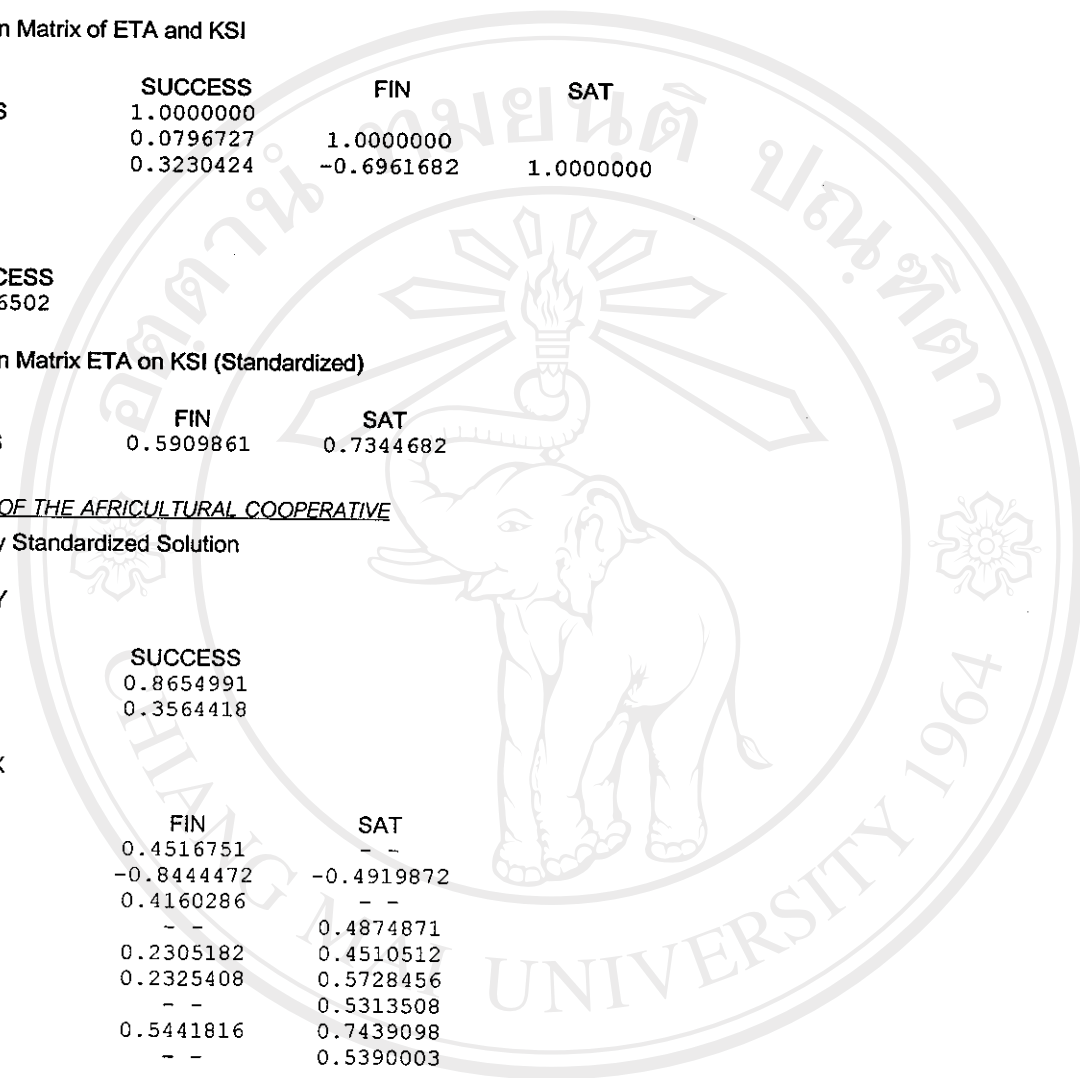 n Matrix of ETA and KSI
SUCCESS FIN SAT
S 1.0000000
0.0796727 1.0000000
0.3230424 -0.6961682 1.0000000
CESS
6502
n Matrix ETA on KSI (Standardized)
FIN SAT
S 0.5909861 0.7344682
OF THE AFRICULTURAL COOPERATIVE
y Standardized Solution
Y
SUCCESS
0.8654991
0.3564418
X
FIN SAT
0.4516751 - -
-0.8444472 -0.4919872
0.4160286 - -
- - 0.4874871
0.2305182 0.4510512
0.2325408 0.5728456
- - 0.5313508
0.5441816 0.7439098
- - 0.5390003
CHIANG MAI UNIVERSITY 1964